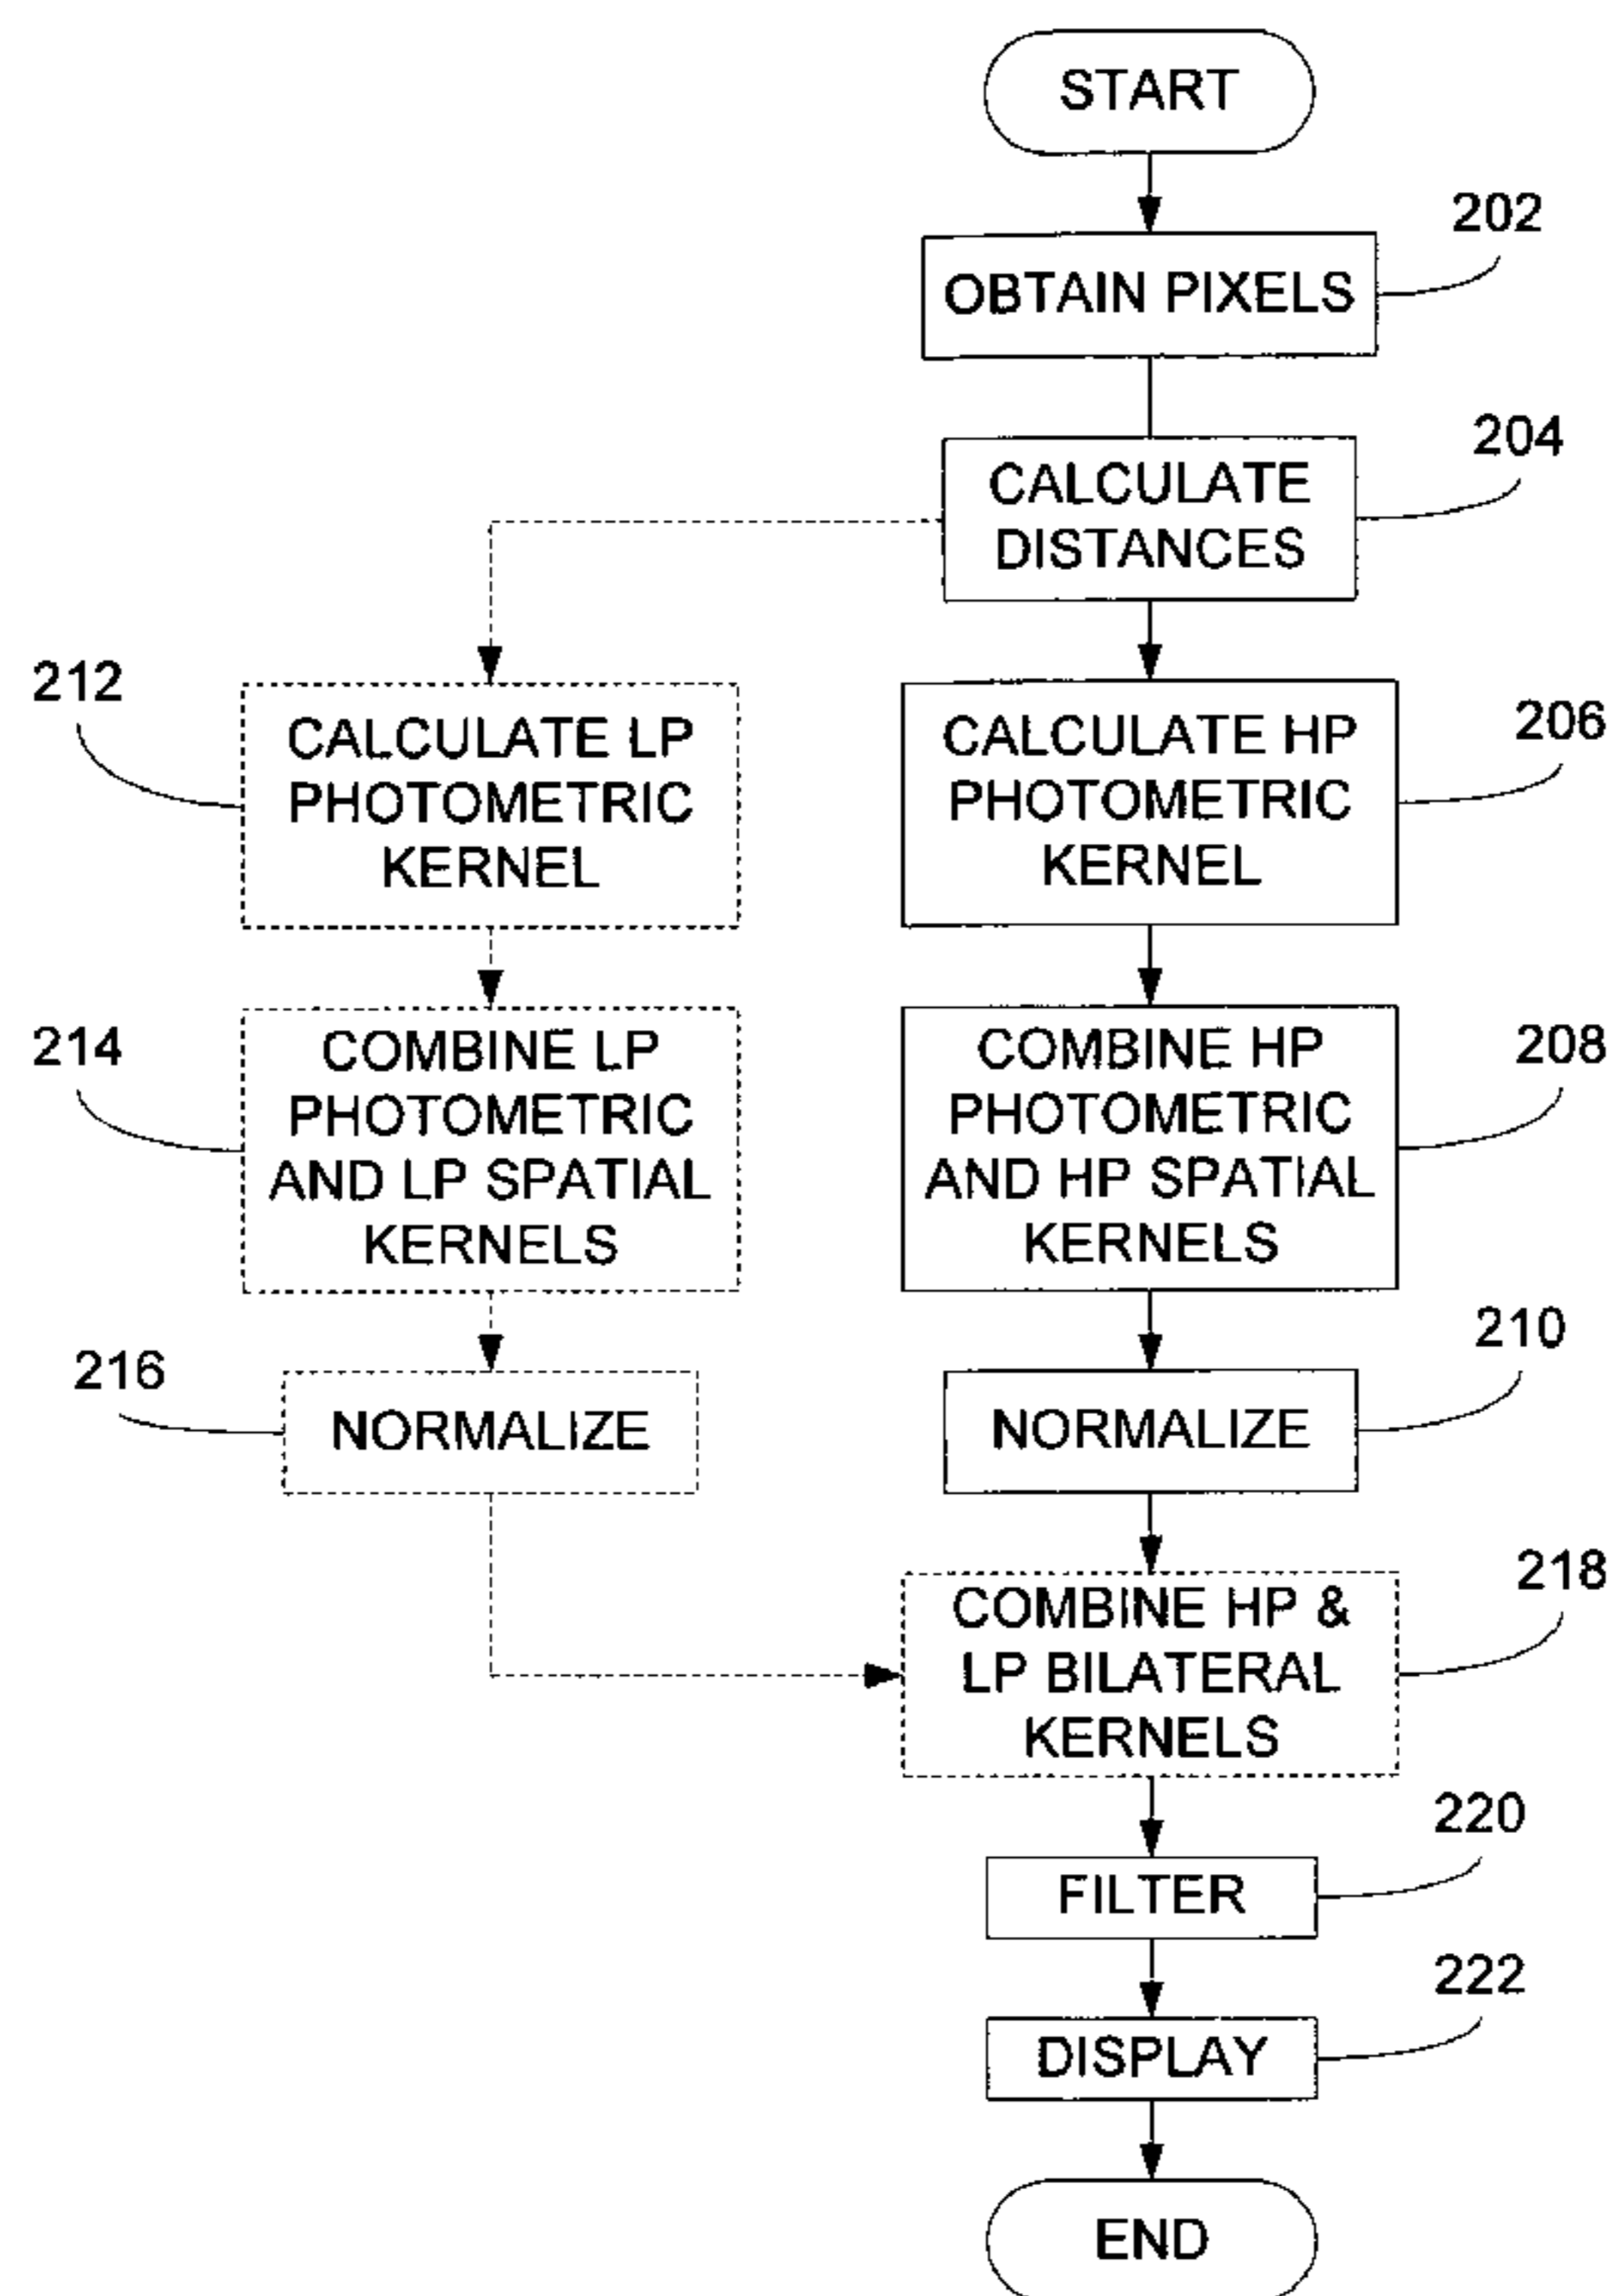 START
202
OBTAIN PIXELS
204
CALCULATE
DISTANCES
212
CALCULATE LP
PHOTOMETRIC
KERNEL
206
CALCULATE HP
PHOTOMETRIC
KERNEL
214
COMBINE LP
PHOTOMETRIC
AND LP SPATIAL
KERNELS
208
COMBINE HP
PHOTOMETRIC
AND HP SPATIAL
KERNELS
216
NORMALIZE
210
NORMALIZE
218
COMBINE HP &
LP BILATERAL
KERNELS
220
FILTER
222
DISPLAY
END